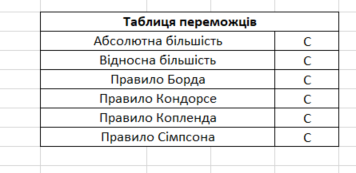 Таблиця переможців
Абсолютна більшість C
Відносна більшість C
Правило Борда C
Правило Кондорсе C
Правило Копленда C
Правило Сімпсона C